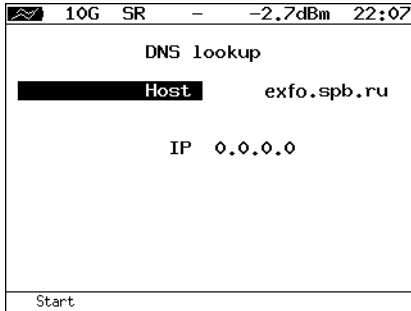 10G SR - -2.7dBm 22:07
DNS lookup
Host exfo.spb.ru
IP 0.0.0.0
Start